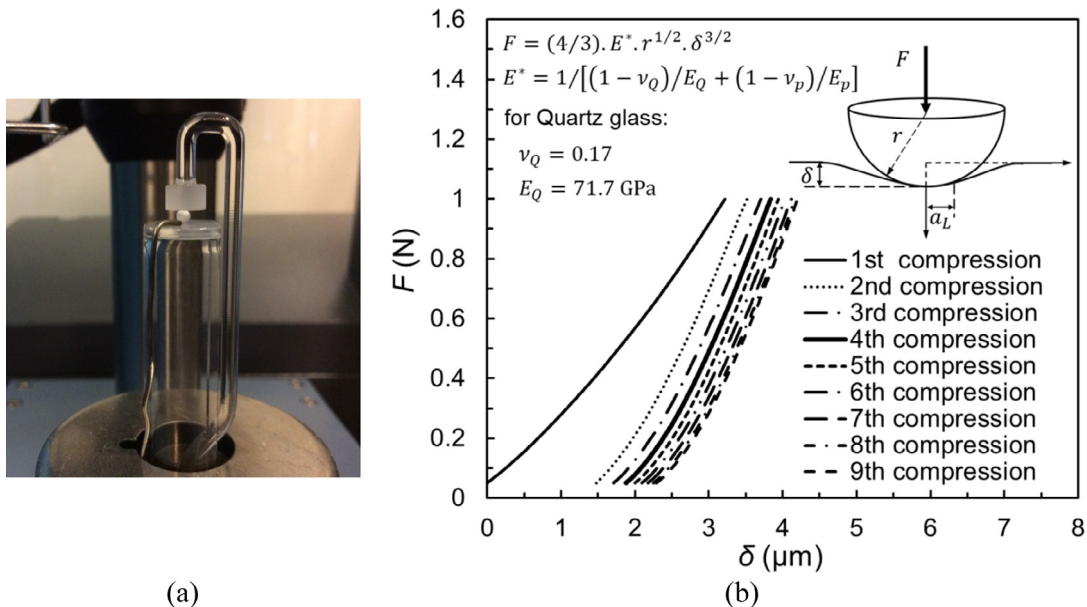 F = (4/3). E*. r^{1/2}. δ^{3/2}
E* = 1/[(1 − ν_Q)/E_Q + (1 − ν_p)/E_p]
for Quartz glass:
ν_Q = 0.17
E_Q = 71.7 GPa
F
r
δ
a_L
1st compression
2nd compression
3rd compression
4th compression
5th compression
6th compression
7th compression
8th compression
9th compression
1.6
1.4
1.2
1
0.8
0.6
0.4
0.2
0
F (N)
0 1 2 3 4 5 6 7 8
δ (μm)
(a)
(b)